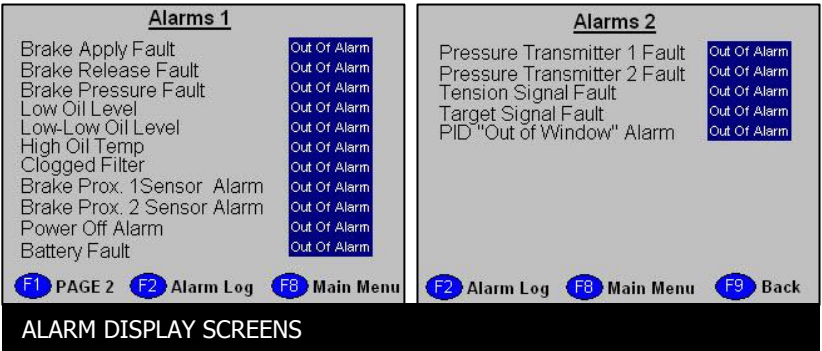 Alarms 1
Brake Apply Fault Out Of Alarm
Brake Release Fault Out Of Alarm
Brake Pressure Fault Out Of Alarm
Low Oil Level Out Of Alarm
Low-Low Oil Level Out Of Alarm
High Oil Temp Out Of Alarm
Clogged Filter Out Of Alarm
Brake Prox. 1Sensor Alarm Out Of Alarm
Brake Prox. 2 Sensor Alarm Out Of Alarm
Power Off Alarm Out Of Alarm
Battery Fault Out Of Alarm
F1 PAGE 2 F2 Alarm Log F8 Main Menu
Alarms 2
Pressure Transmitter 1 Fault Out Of Alarm
Pressure Transmitter 2 Fault Out Of Alarm
Tension Signal Fault Out Of Alarm
Target Signal Fault Out Of Alarm
PID "Out of Window" Alarm Out Of Alarm
F2 Alarm Log F8 Main Menu F9 Back
ALARM DISPLAY SCREENS